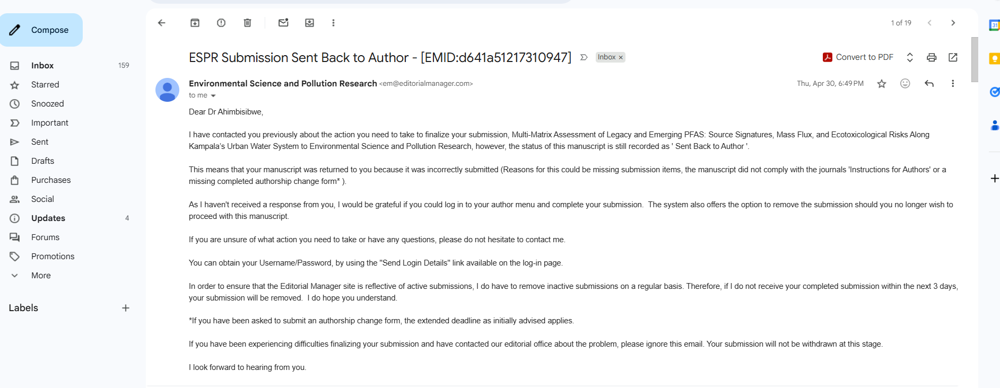 Compose
1 of 19
31
ESPR Submission Sent Back to Author - [EMID:d641a51217310947]
Inbox ×
Convert to PDF
Inbox 159
Starred
Snoozed
Important
Sent
Drafts
Purchases
Social
Updates 4
Forums
Promotions
More
Labels
Environmental Science and Pollution Research <em@editorialmanager.com>
Thu, Apr 30, 6:49 PM
to me
Dear Dr Ahimbisibwe,
I have contacted you previously about the action you need to take to finalize your submission, Multi-Matrix Assessment of Legacy and Emerging PFAS: Source Signatures, Mass Flux, and Ecotoxicological Risks Along
Kampala's Urban Water System to Environmental Science and Pollution Research, however, the status of this manuscript is still recorded as ' Sent Back to Author '.
This means that your manuscript was returned to you because it was incorrectly submitted (Reasons for this could be missing submission items, the manuscript did not comply with the journals 'Instructions for Authors' or a
missing completed authorship change form* ).
As I haven't received a response from you, I would be grateful if you could log in to your author menu and complete your submission.  The system also offers the option to remove the submission should you no longer wish to
proceed with this manuscript.
If you are unsure of what action you need to take or have any questions, please do not hesitate to contact me.
You can obtain your Username/Password, by using the "Send Login Details" link available on the log-in page.
In order to ensure that the Editorial Manager site is reflective of active submissions, I do have to remove inactive submissions on a regular basis. Therefore, if I do not receive your completed submission within the next 3 days,
your submission will be removed.  I do hope you understand.
*If you have been asked to submit an authorship change form, the extended deadline as initially advised applies.
If you have been experiencing difficulties finalizing your submission and have contacted our editorial office about the problem, please ignore this email. Your submission will not be withdrawn at this stage.
I look forward to hearing from you.